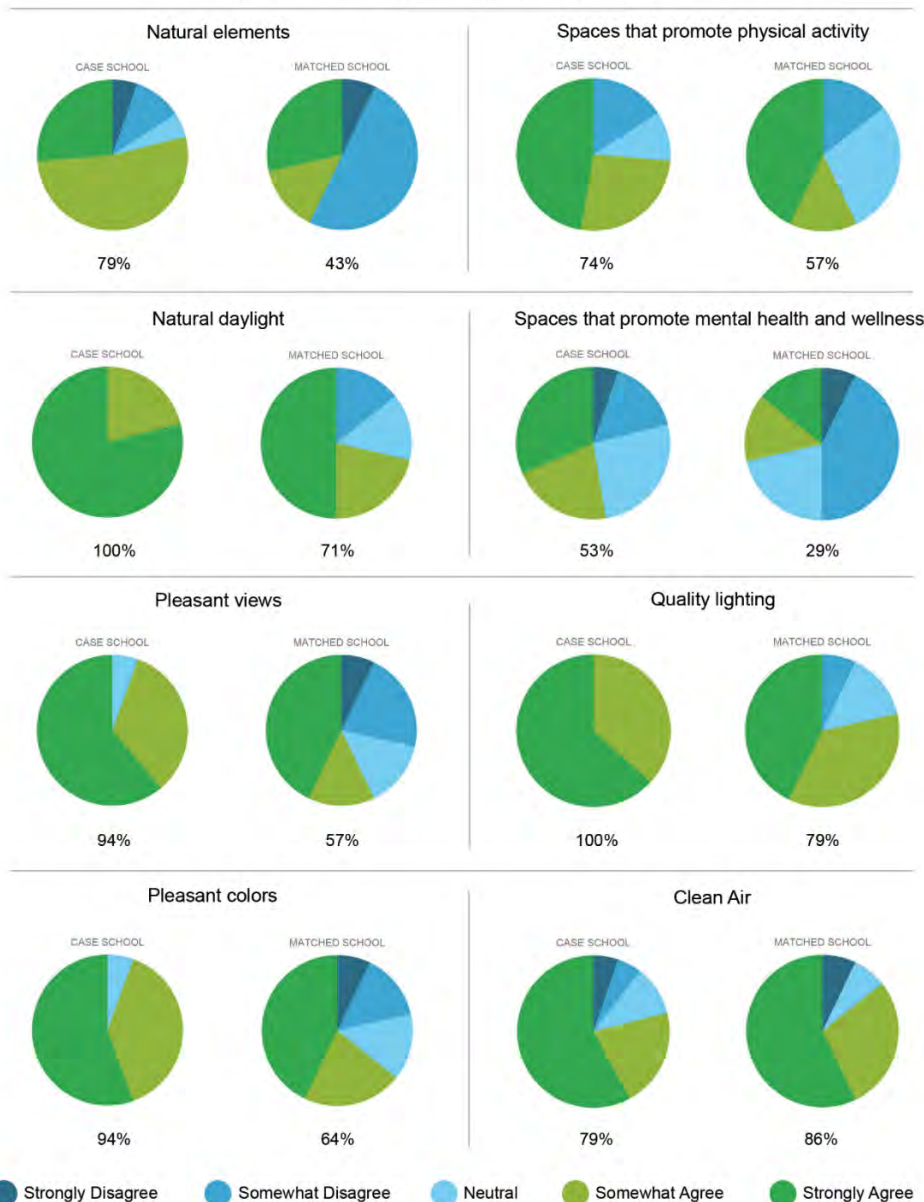 Natural elements
CASE SCHOOL
MATCHED SCHOOL
79%
43%
Spaces that promote physical activity
CASE SCHOOL
MATCHED SCHOOL
74%
57%
Natural daylight
CASE SCHOOL
MATCHED SCHOOL
100%
71%
Spaces that promote mental health and wellness
CASE SCHOOL
MATCHED SCHOOL
53%
29%
Pleasant views
CASE SCHOOL
MATCHED SCHOOL
94%
57%
Quality lighting
CASE SCHOOL
MATCHED SCHOOL
100%
79%
Pleasant colors
CASE SCHOOL
MATCHED SCHOOL
94%
64%
Clean Air
CASE SCHOOL
MATCHED SCHOOL
79%
86%
Strongly Disagree
Somewhat Disagree
Neutral
Somewhat Agree
Strongly Agree